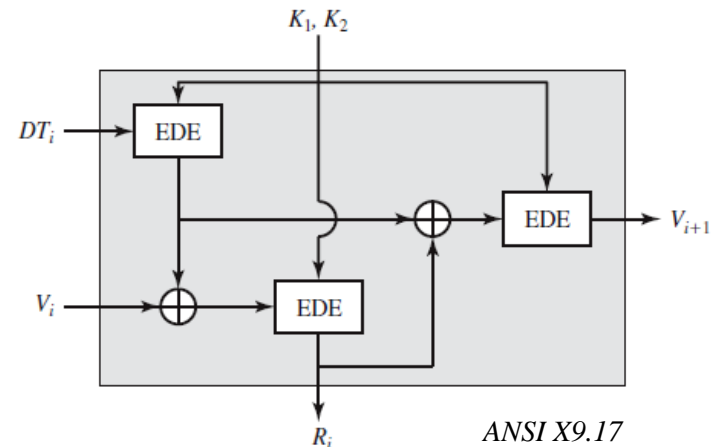 K₁, K₂
DTᵢ
EDE
EDE
Vᵢ₊₁
Vᵢ
EDE
Rᵢ
ANSI X9.17